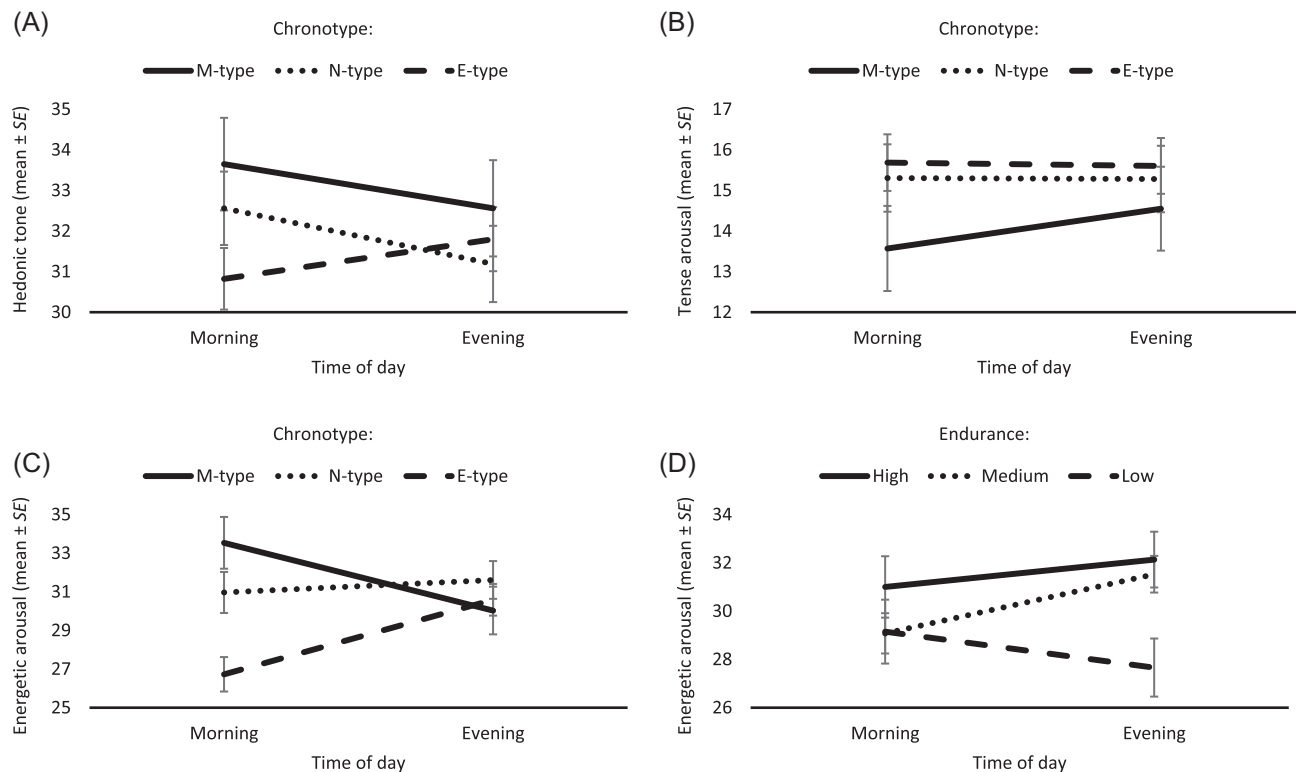 (A)
Chronotype:
M-type N-type E-type
Hedonic tone (mean ± SE)
35
34
33
32
31
30
Morning Evening
Time of day
(B)
Chronotype:
M-type N-type E-type
Tense arousal (mean ± SE)
17
16
15
14
13
12
Morning Evening
Time of day
(C)
Chronotype:
M-type N-type E-type
Energetic arousal (mean ± SE)
35
33
31
29
27
25
Morning Evening
Time of day
(D)
Endurance:
High Medium Low
Energetic arousal (mean ± SE)
34
32
30
28
26
Morning Evening
Time of day